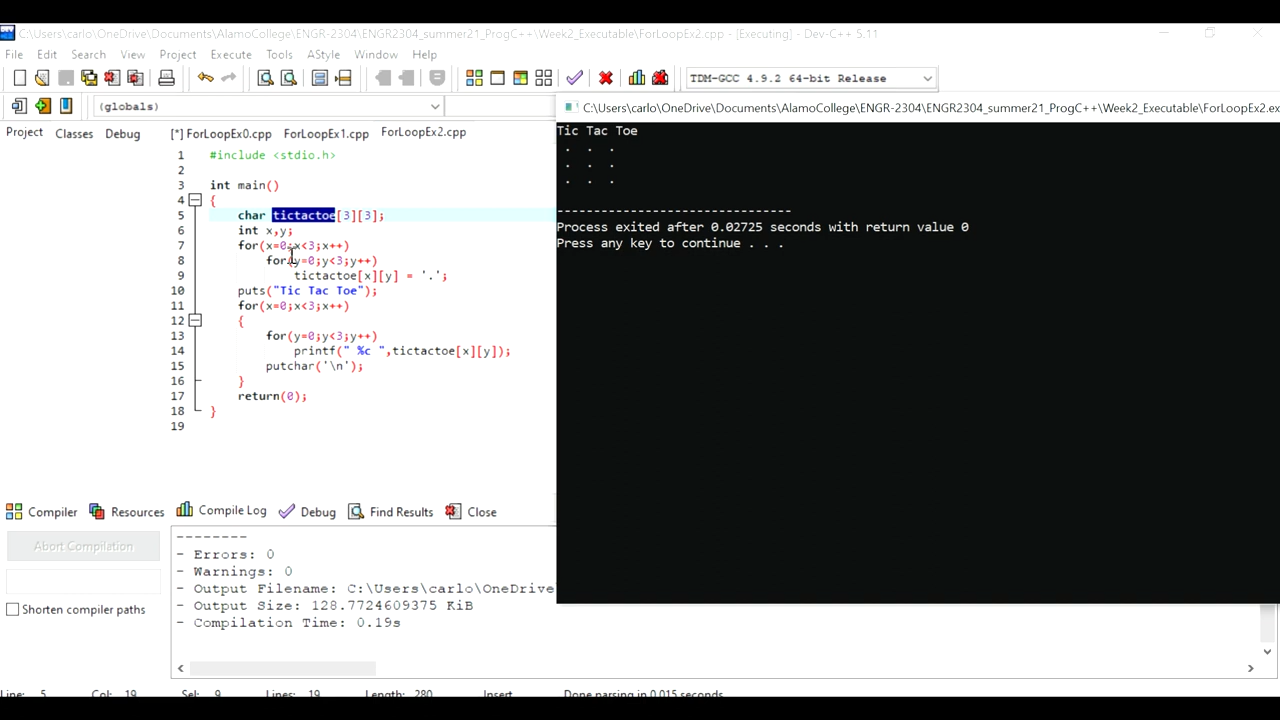 C:\Users\carlo\OneDrive\Documents\AlamoCollege\ENGR-2304\ENGR2304_summer21_ProgC++\Week2_Executable\ForLoopEx2.cpp - [Executing] - Dev-C++ 5.11
File Edit Search View Project Execute Tools AStyle Window Help
TDM-GCC 4.9.2 64-bit Release
(globals)
C:\Users\carlo\OneDrive\Documents\AlamoCollege\ENGR-2304\ENGR2304_summer21_ProgC++\Week2_Executable\ForLoopEx2.ex
Project Classes Debug
[*] ForLoopEx0.cpp ForLoopEx1.cpp ForLoopEx2.cpp
1 #include <stdio.h>
2
3 int main()
4 {
5 char tictactoe[3][3];
6 int x,y;
7 for(x=0;x<3;x++)
8 for(y=0;y<3;y++)
9 tictactoe[x][y] = '.';
10 puts("Tic Tac Toe");
11 for(x=0;x<3;x++)
12 {
13 for(y=0;y<3;y++)
14 printf(" %c ",tictactoe[x][y]);
15 putchar('\n');
16 }
17 return(0);
18 }
19
Tic Tac Toe
. . .
. . .
. . .
-------------------------------
Process exited after 0.02725 seconds with return value 0
Press any key to continue . . .
Compiler Resources Compile Log Debug Find Results Close
Abort Compilation
Shorten compiler paths
--------
- Errors: 0
- Warnings: 0
- Output Filename: C:\Users\carlo\OneDrive
- Output Size: 128.7724609375 KiB
- Compilation Time: 0.19s
Line: 5 Col: 19 Sel: 9 Lines: 19 Length: 280 Insert Done parsing in 0.015 seconds